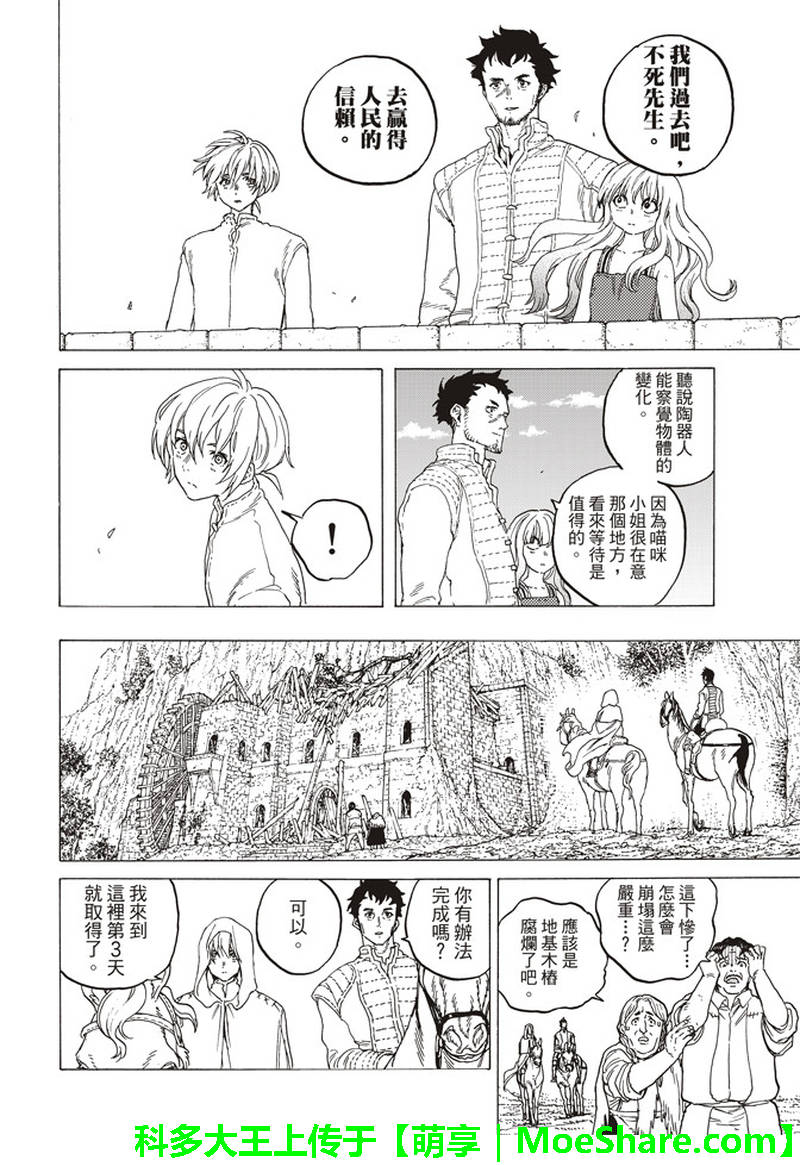 我們過去吧，
不死先生。
去贏得
人民的
信賴。
聽說陶器人
能察覺物體的
變化。
因為喵咪
小姐很在意
那個地方，
看來等待是
值得的。
！
這下慘了…
怎麼會
崩塌這麼
嚴重…？
應該是
地基木樁
腐爛了吧。
你有辦法
完成嗎？
可以。
我來到
這裡第3天
就取得了。
科多大王上传于【萌享 | MoeShare.com】